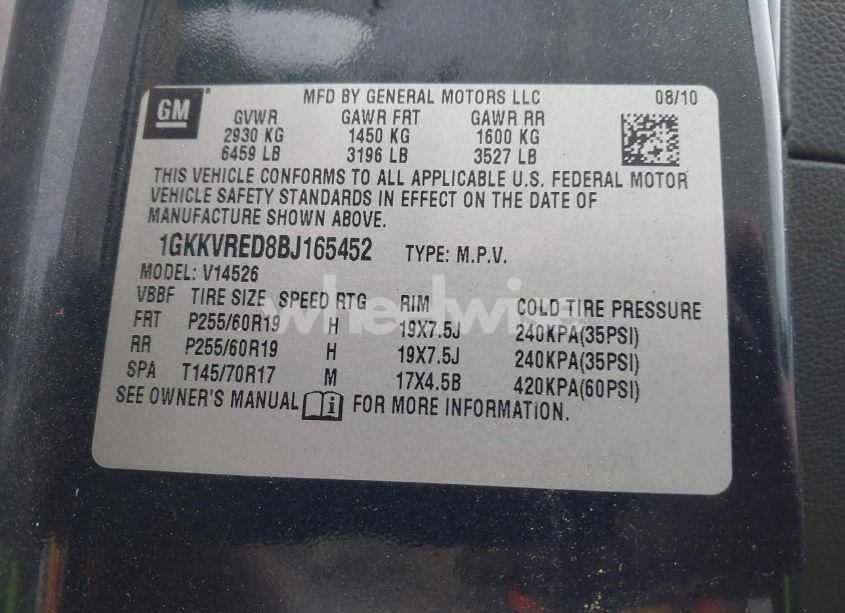 GM
MFD BY GENERAL MOTORS LLC 08/10
GVWR GAWR FRT GAWR RR
2930 KG 1450 KG 1600 KG
6459 LB 3196 LB 3527 LB
THIS VEHICLE CONFORMS TO ALL APPLICABLE U.S. FEDERAL MOTOR
VEHICLE SAFETY STANDARDS IN EFFECT ON THE DATE OF
MANUFACTURE SHOWN ABOVE.
1GKKVRED8BJ165452 TYPE: M.P.V.
MODEL: V14526
VBBF TIRE SIZE SPEED RTG RIM COLD TIRE PRESSURE
FRT P255/60R19 H 19X7.5J 240KPA(35PSI)
RR P255/60R19 H 19X7.5J 240KPA(35PSI)
SPA T145/70R17 M 17X4.5B 420KPA(60PSI)
SEE OWNER'S MANUAL FOR MORE INFORMATION.